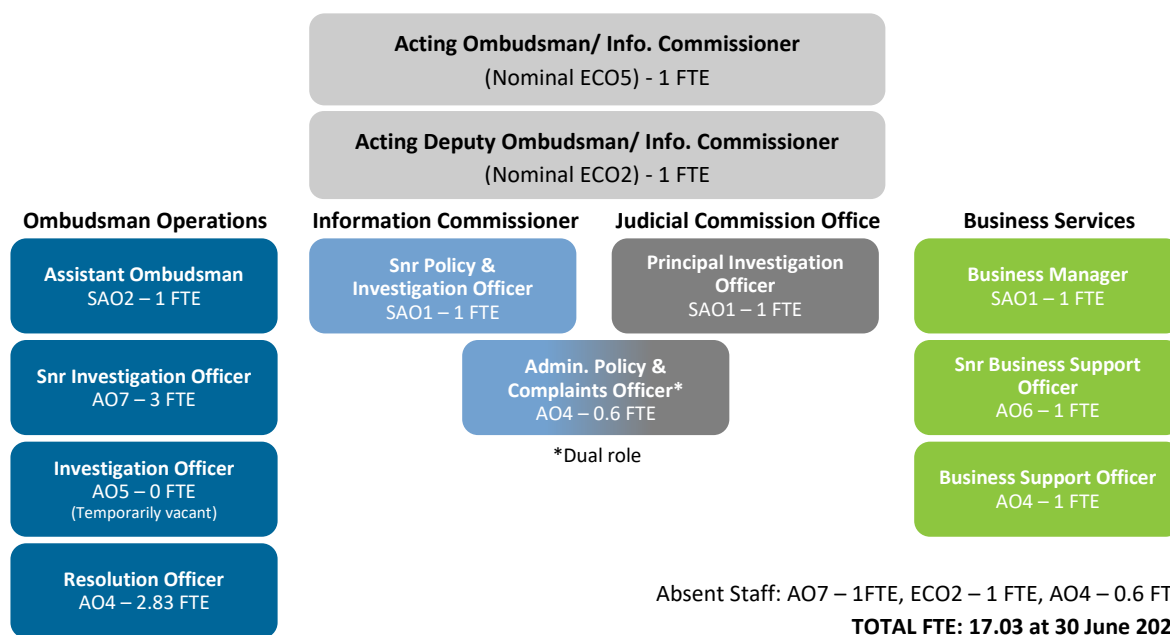 Acting Ombudsman/ Info. Commissioner
(Nominal ECO5) - 1 FTE
Acting Deputy Ombudsman/ Info. Commissioner
(Nominal ECO2) - 1 FTE
Ombudsman Operations
Assistant Ombudsman
SAO2 – 1 FTE
Snr Investigation Officer
AO7 – 3 FTE
Investigation Officer
AO5 – 0 FTE
(Temporarily vacant)
Resolution Officer
AO4 – 2.83 FTE
Information Commissioner
Snr Policy &
Investigation Officer
SAO1 – 1 FTE
Judicial Commission Office
Principal Investigation
Officer
SAO1 – 1 FTE
Admin. Policy &
Complaints Officer*
AO4 – 0.6 FTE
*Dual role
Business Services
Business Manager
SAO1 – 1 FTE
Snr Business Support
Officer
AO6 – 1 FTE
Business Support Officer
AO4 – 1 FTE
Absent Staff: AO7 – 1FTE, ECO2 – 1 FTE, AO4 – 0.6 FT
TOTAL FTE: 17.03 at 30 June 202